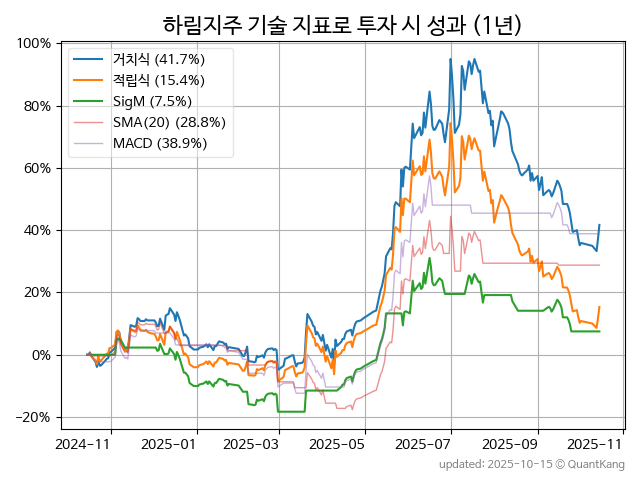 하림지주 기술 지표로 투자 시 성과 (1년)
100%
80%
60%
40%
20%
0%
−20%
거치식 (41.7%)
적립식 (15.4%)
SigM (7.5%)
SMA(20) (28.8%)
MACD (38.9%)
2024-11
2025-01
2025-03
2025-05
2025-07
2025-09
2025-11
updated: 2025-10-15 ⓒ QuantKang